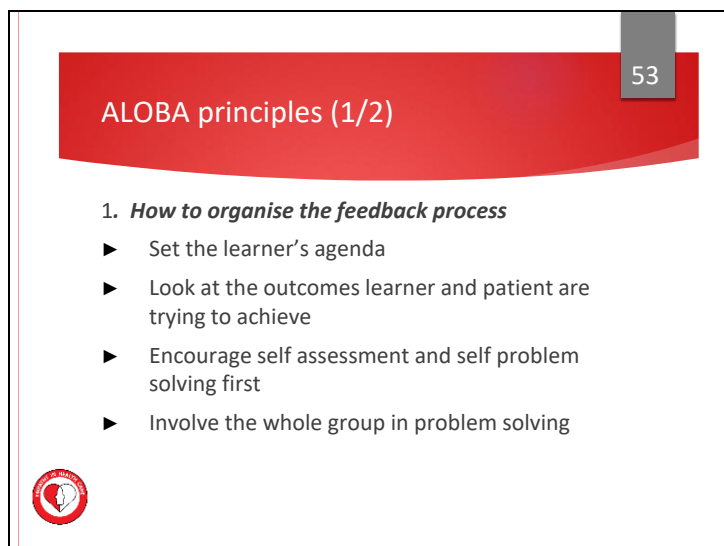 53
ALOBA principles (1/2)
1. How to organise the feedback process
► Set the learner’s agenda
► Look at the outcomes learner and patient are
trying to achieve
► Encourage self assessment and self problem
solving first
► Involve the whole group in problem solving